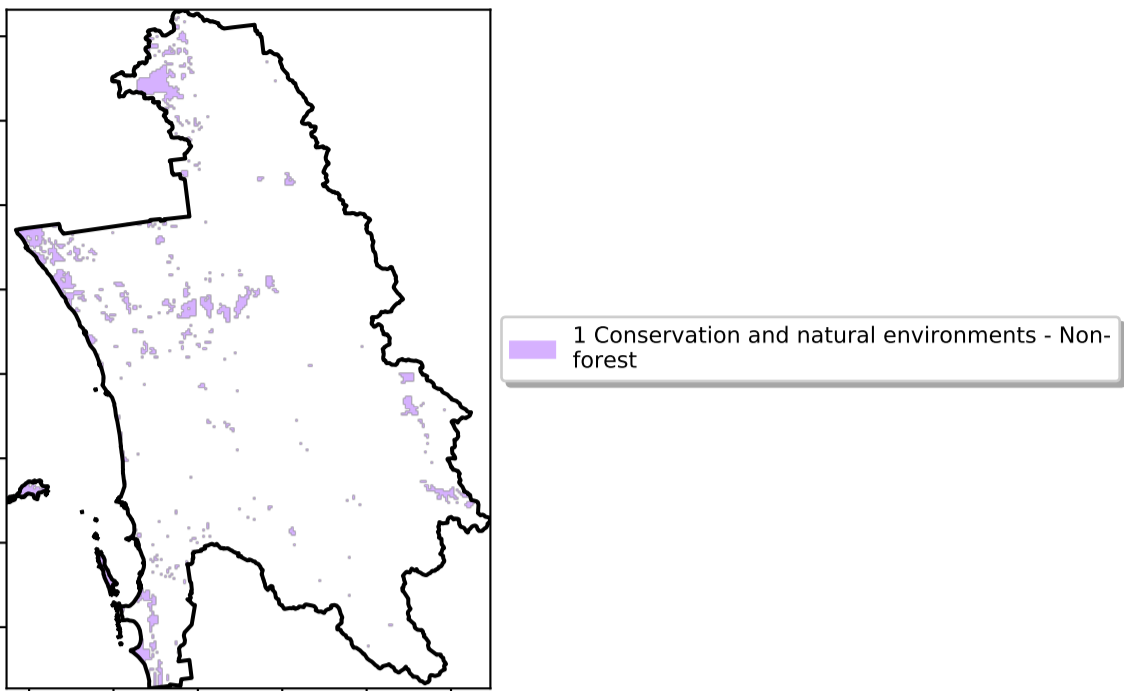 1 Conservation and natural environments - Non-
forest